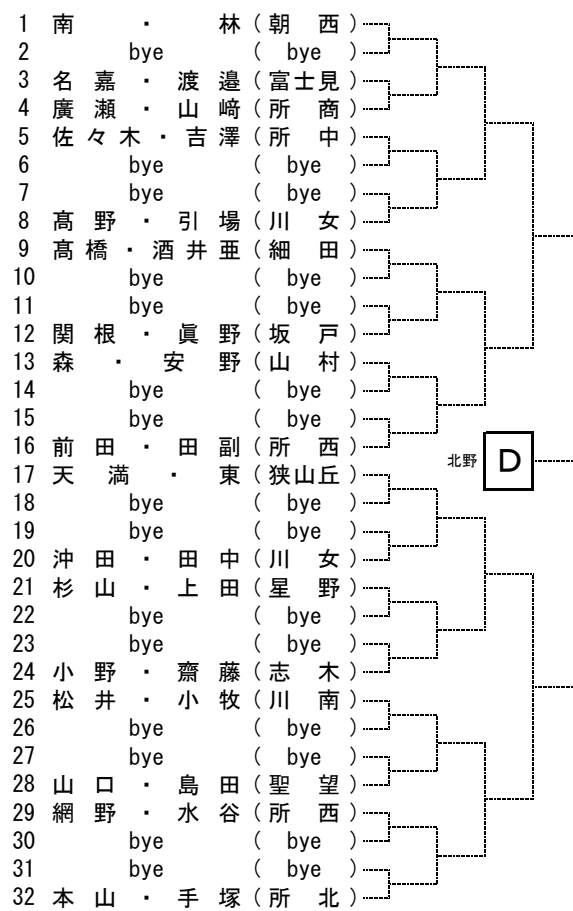 1 南 ・ 林 ( 朝 西 )
2 bye ( bye )
3 名 嘉 ・ 渡 邉 ( 富士見 )
4 廣 瀬 ・ 山 﨑 ( 所 商 )
5 佐 々 木 ・ 吉 澤 ( 所 中 )
6 bye ( bye )
7 bye ( bye )
8 髙 野 ・ 引 場 ( 川 女 )
9 髙 橋 ・ 酒 井 亜 ( 細 田 )
10 bye ( bye )
11 bye ( bye )
12 関 根 ・ 眞 野 ( 坂 戸 )
13 森 ・ 安 野 ( 山 村 )
14 bye ( bye )
15 bye ( bye )
16 前 田 ・ 田 副 ( 所 西 )
北野 D
17 天 満 ・ 東 ( 狭山丘 )
18 bye ( bye )
19 bye ( bye )
20 沖 田 ・ 田 中 ( 川 女 )
21 杉 山 ・ 上 田 ( 星 野 )
22 bye ( bye )
23 bye ( bye )
24 小 野 ・ 齋 藤 ( 志 木 )
25 松 井 ・ 小 牧 ( 川 南 )
26 bye ( bye )
27 bye ( bye )
28 山 口 ・ 島 田 ( 聖 望 )
29 網 野 ・ 水 谷 ( 所 西 )
30 bye ( bye )
31 bye ( bye )
32 本 山 ・ 手 塚 ( 所 北 )